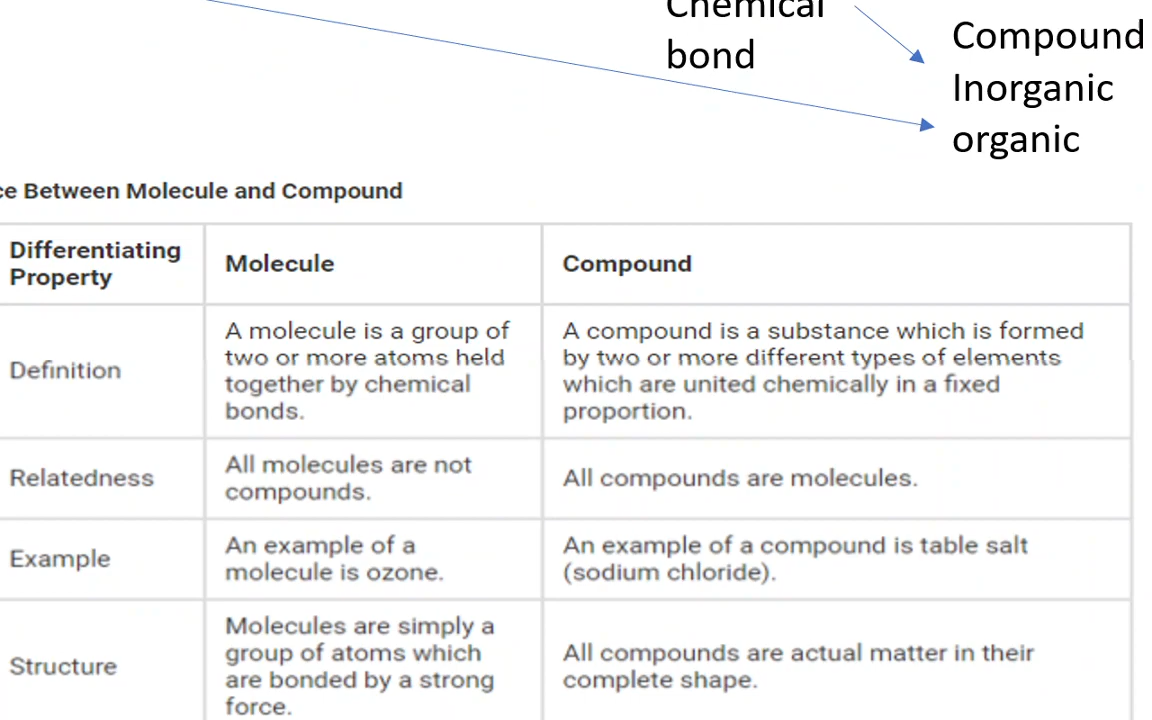 Chemical
bond
Compound
Inorganic
organic
ce Between Molecule and Compound
Differentiating
Property
Molecule
Compound
Definition
A molecule is a group of
two or more atoms held
together by chemical
bonds.
A compound is a substance which is formed
by two or more different types of elements
which are united chemically in a fixed
proportion.
Relatedness
All molecules are not
compounds.
All compounds are molecules.
Example
An example of a
molecule is ozone.
An example of a compound is table salt
(sodium chloride).
Structure
Molecules are simply a
group of atoms which
are bonded by a strong
force.
All compounds are actual matter in their
complete shape.